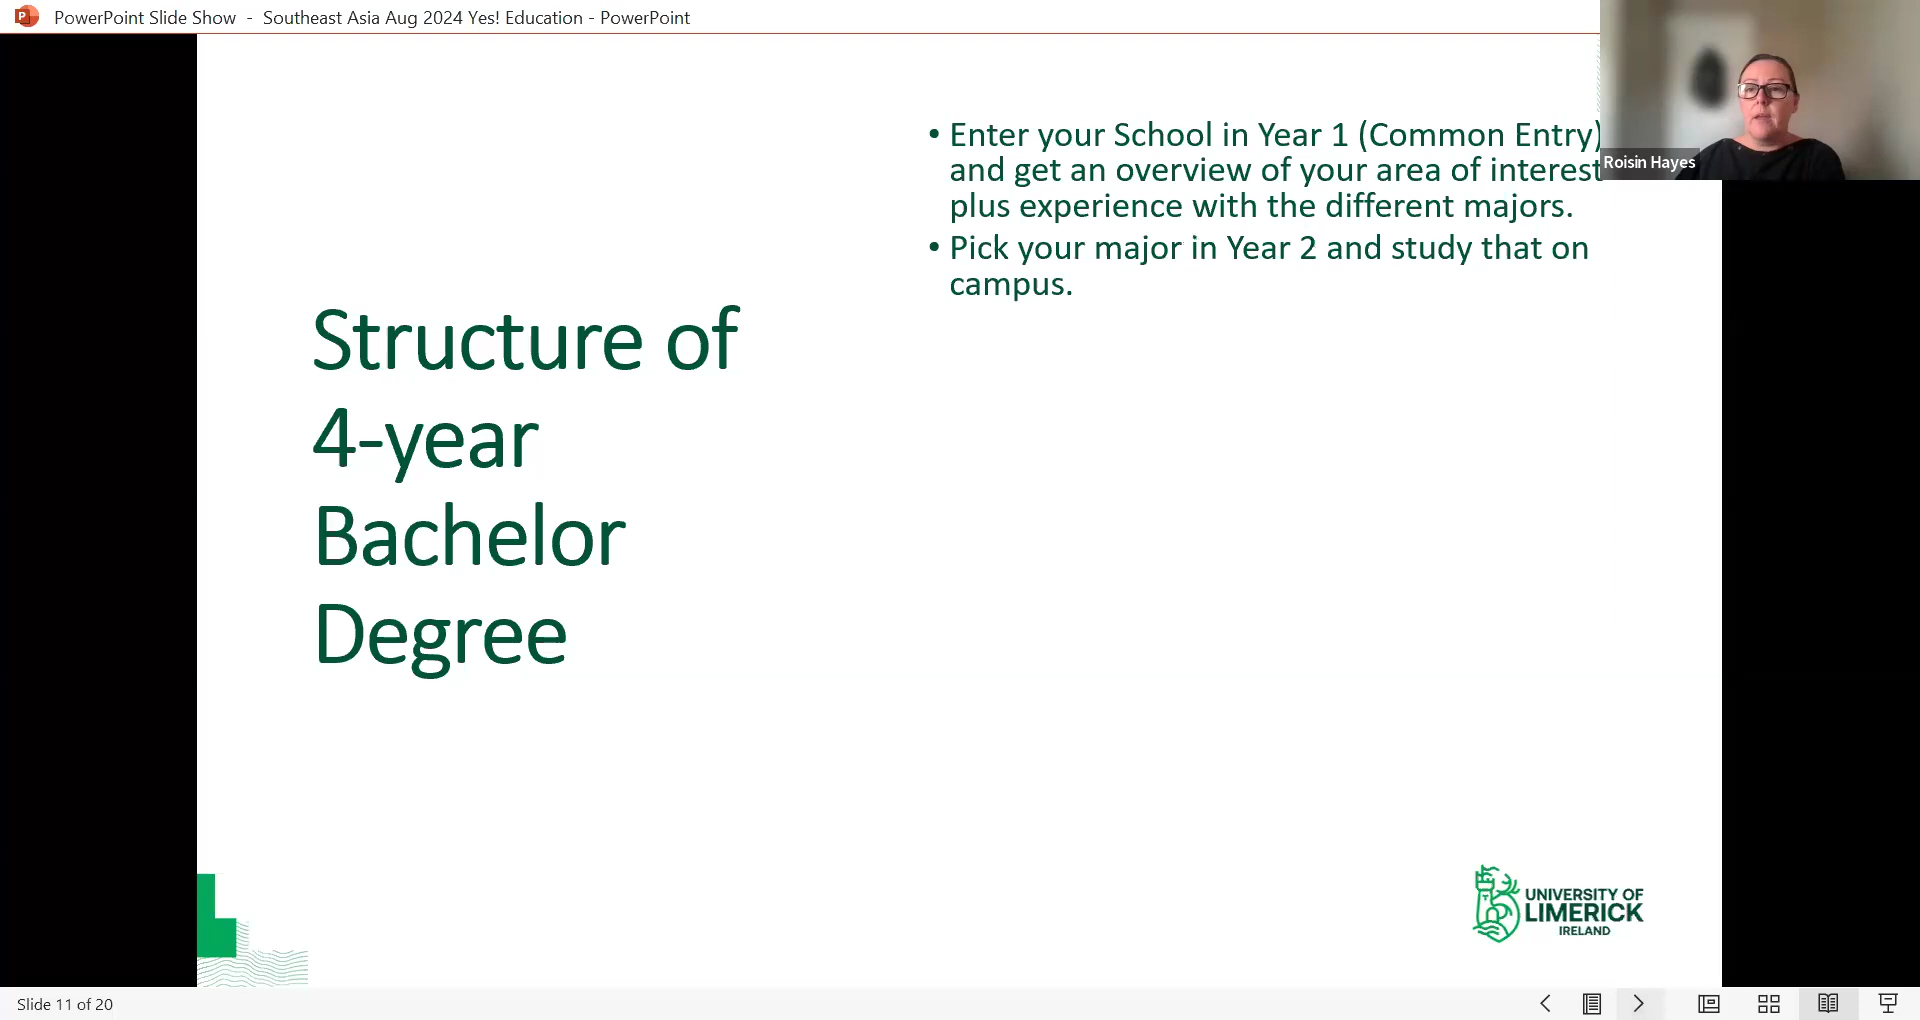 PowerPoint Slide Show - Southeast Asia Aug 2024 Yes! Education - PowerPoint
Roisin Hayes
• Enter your School in Year 1 (Common Entry)
and get an overview of your area of interest
plus experience with the different majors.
• Pick your major in Year 2 and study that on
campus.
Structure of
4-year
Bachelor
Degree
UNIVERSITY OF
LIMERICK
IRELAND
Slide 11 of 20